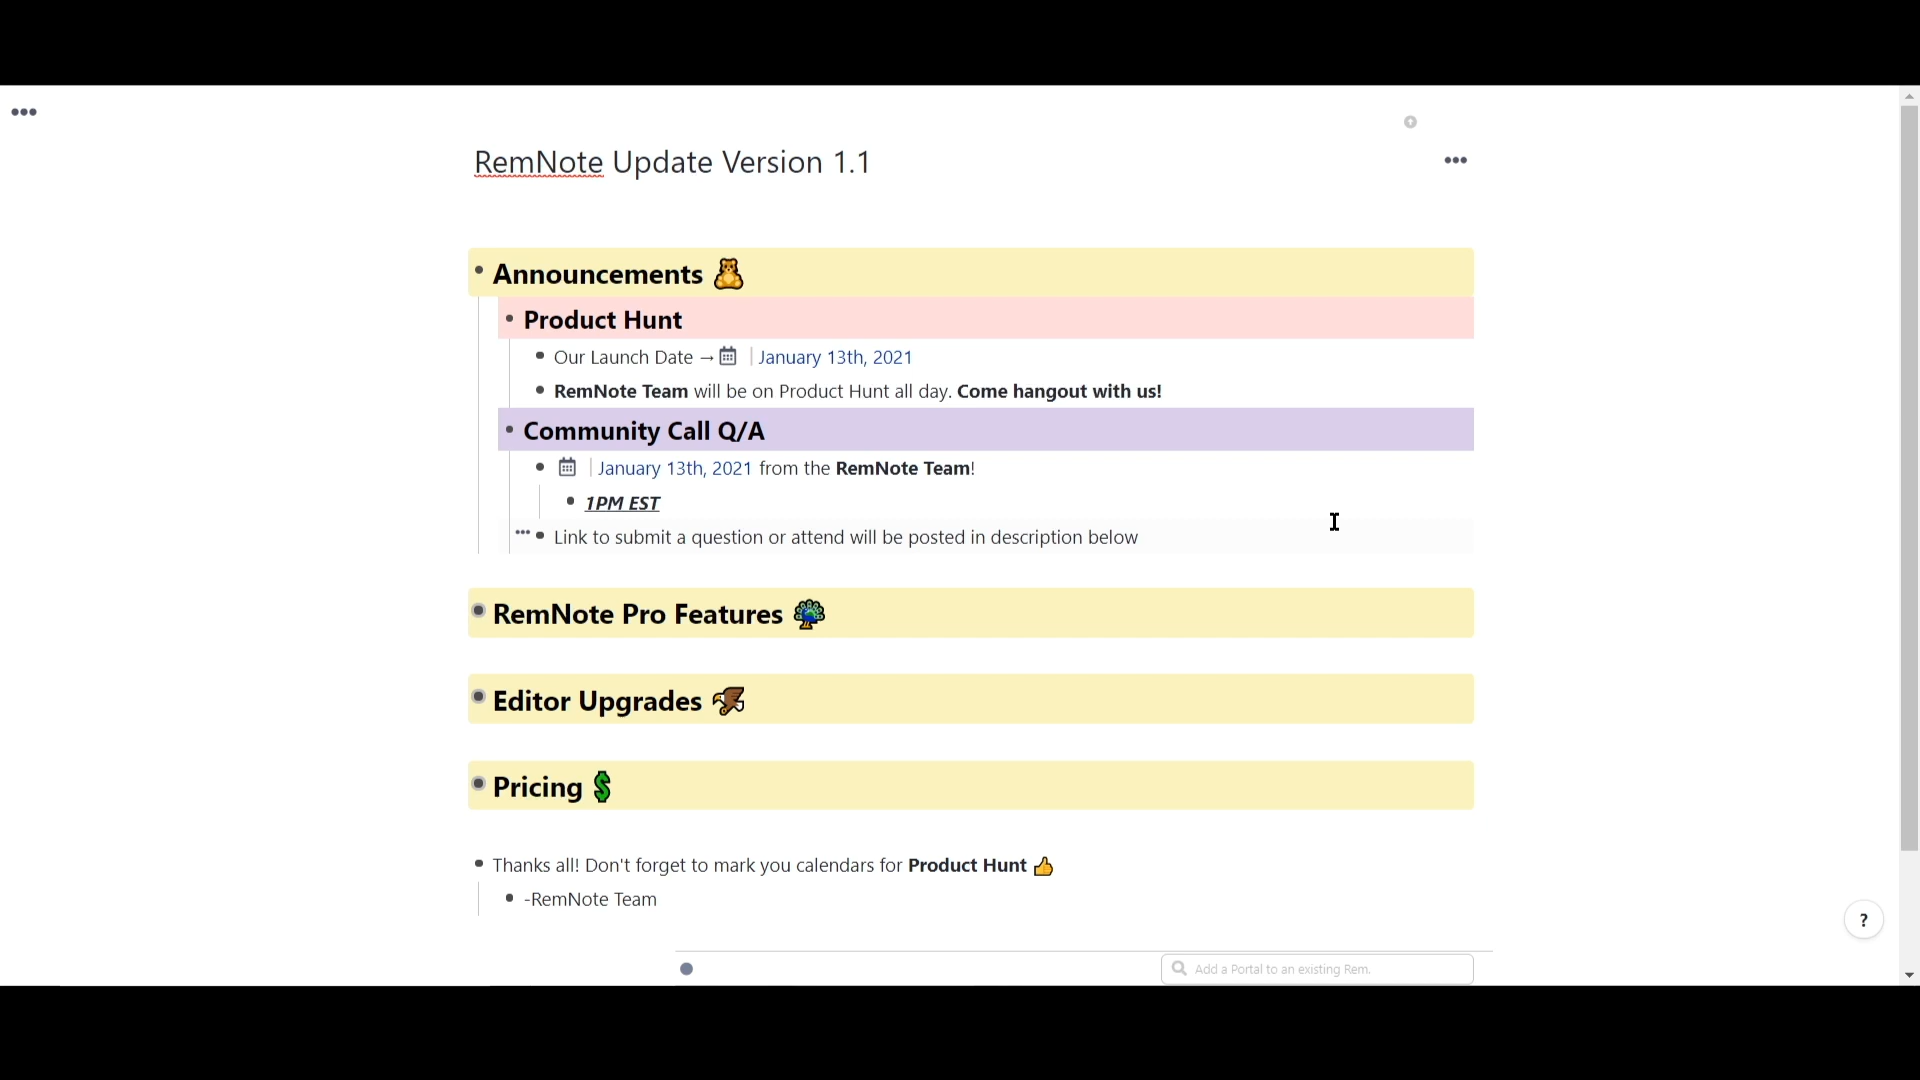 RemNote Update Version 1.1
Announcements 🧸
Product Hunt
Our Launch Date → January 13th, 2021
RemNote Team will be on Product Hunt all day. Come hangout with us!
Community Call Q/A
January 13th, 2021 from the RemNote Team!
1PM EST
Link to submit a question or attend will be posted in description below
RemNote Pro Features 🦚
Editor Upgrades 🦅
Pricing 💲
Thanks all! Don't forget to mark you calendars for Product Hunt 👍
-RemNote Team
?
Add a Portal to an existing Rem.